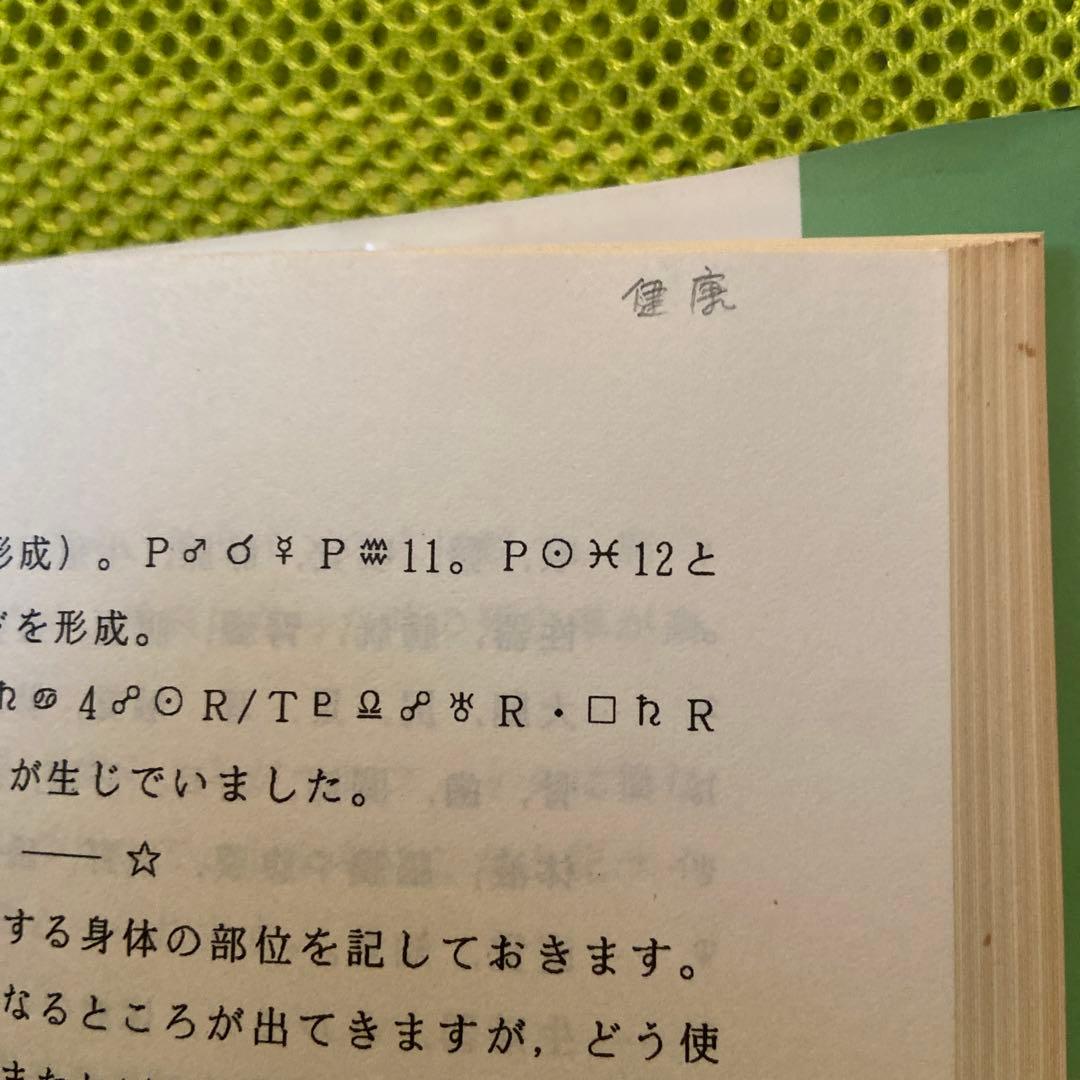 健康
形成）。P♂☌☿P♒11。P☉♓12と
を形成。
♄♋4☍☉R/T♇♎☍♅R・□♄R
が生じでいました。
——☆
する身体の部位を記しておきます。
なるところが出てきますが，どう使